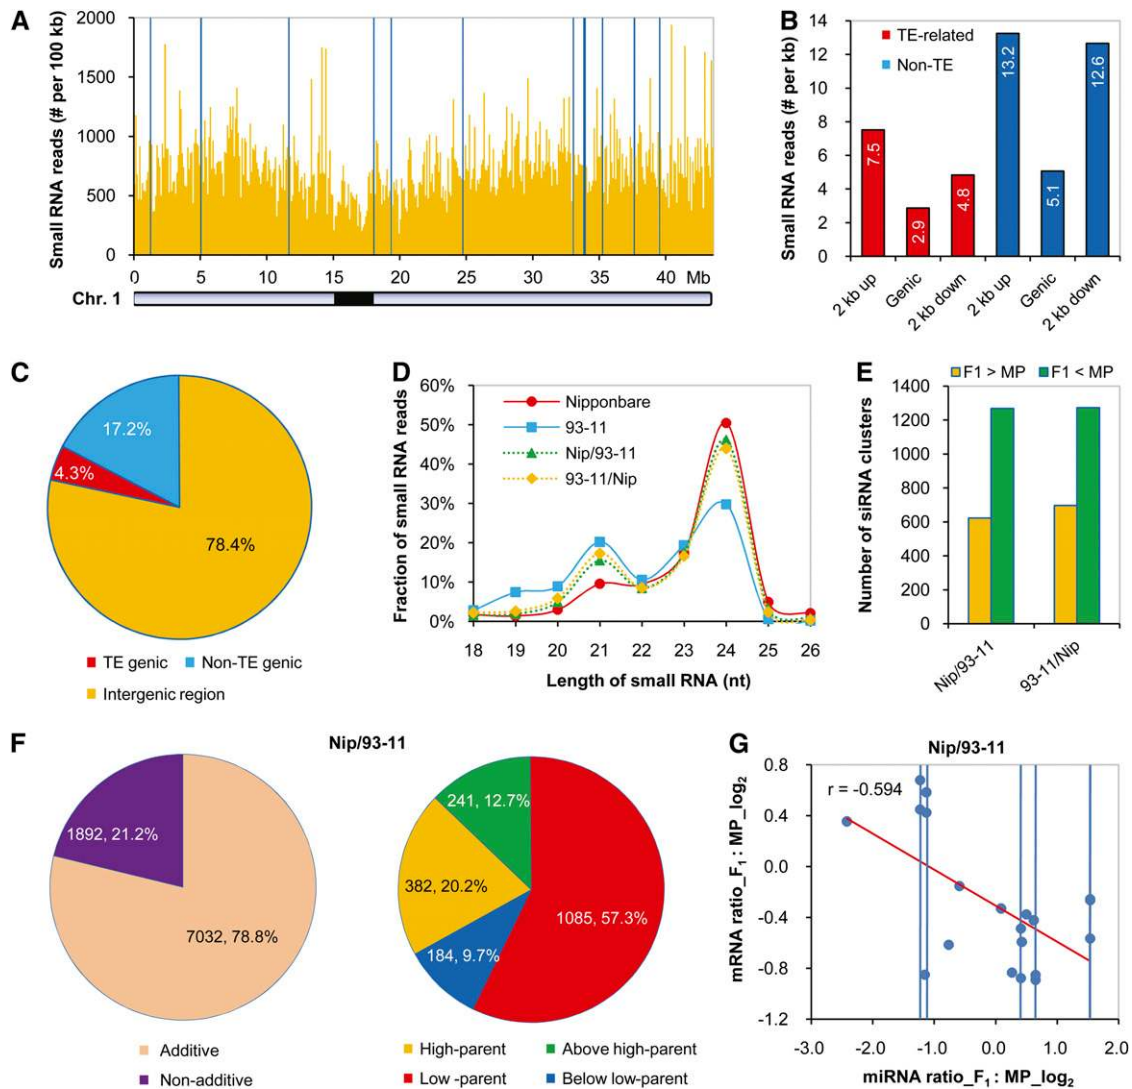 A
Small RNA reads (# per 100 kb)
2000
1500
1000
500
0
0 5 10 15 20 25 30 35 40 Mb
Chr. 1
B
Small RNA reads (# per kb)
14
12
10
8
6
4
2
0
TE-related
Non-TE
7.5
2.9
4.8
13.2
5.1
12.6
2 kb up
Genic
2 kb down
2 kb up
Genic
2 kb down
C
17.2%
4.3%
78.4%
TE genic
Non-TE genic
Intergenic region
D
Fraction of small RNA reads
60%
50%
40%
30%
20%
10%
0%
Nipponbare
93-11
Nip/93-11
93-11/Nip
18 19 20 21 22 23 24 25 26
Length of small RNA (nt)
E
F1 > MP
F1 < MP
Number of siRNA clusters
1400
1200
1000
800
600
400
200
0
Nip/93-11
93-11/Nip
F
Nip/93-11
1892, 21.2%
7032, 78.8%
Additive
Non-additive
241, 12.7%
382, 20.2%
1085, 57.3%
184, 9.7%
High-parent
Above high-parent
Low -parent
Below low-parent
G
Nip/93-11
r = -0.594
mRNA ratio_F₁ : MP_log₂
0.8
0.4
0.0
-0.4
-0.8
-1.2
-3.0 -2.0 -1.0 0.0 1.0 2.0
miRNA ratio_F₁ : MP_log₂